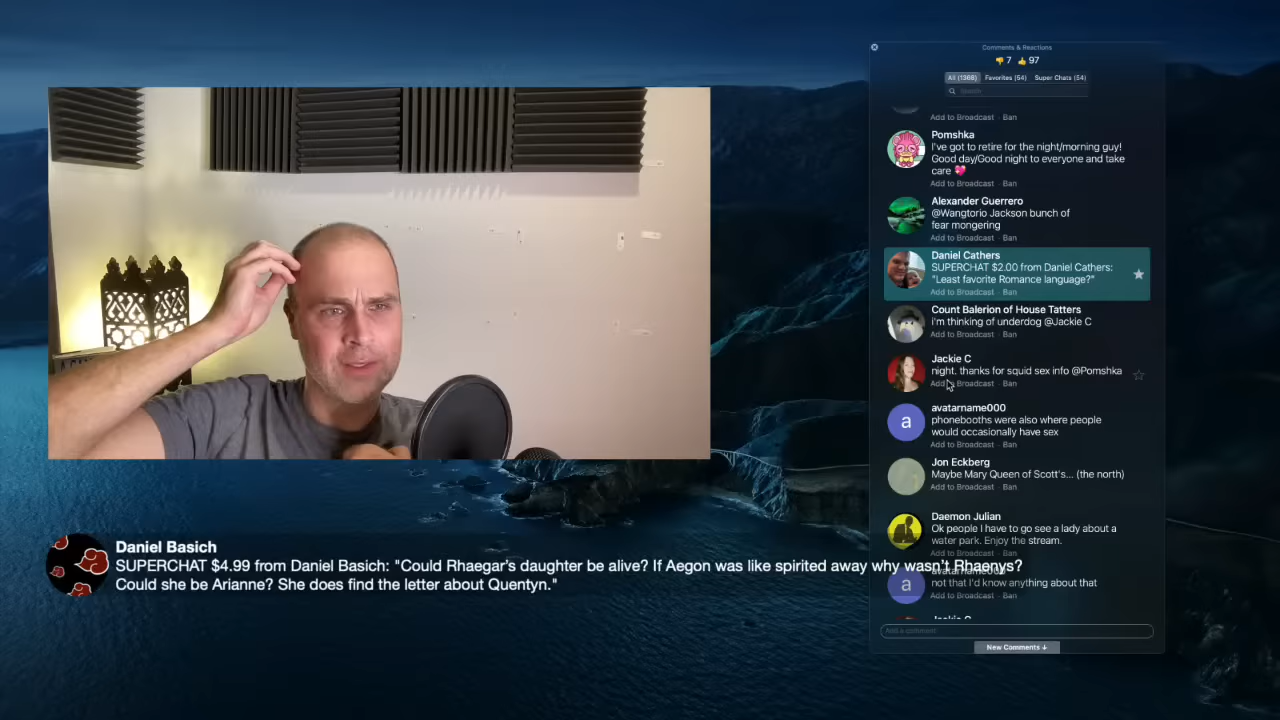 Comments & Reactions
👎 7 👍 97
All (1368) Favorites (54) Super Chats (54)
Search
Add to Broadcast · Ban
Pomshka
I've got to retire for the night/morning guy!
Good day/Good night to everyone and take
care 💖
Add to Broadcast · Ban
Alexander Guerrero
@Wangtorio Jackson bunch of
fear mongering
Add to Broadcast · Ban
Daniel Cathers
SUPERCHAT $2.00 from Daniel Cathers:
"Least favorite Romance language?"
Add to Broadcast · Ban
Count Balerion of House Tatters
i'm thinking of underdog @Jackie C
Add to Broadcast · Ban
Jackie C
night. thanks for squid sex info @Pomshka
Add to Broadcast · Ban
a
avatarname000
phonebooths were also where people
would occasionally have sex
Add to Broadcast · Ban
Jon Eckberg
Maybe Mary Queen of Scott's... (the north)
Add to Broadcast · Ban
Daemon Julian
Ok people I have to go see a lady about a
water park. Enjoy the stream.
Add to Broadcast · Ban
a
avatarname000
not that I'd know anything about that
Add to Broadcast · Ban
Jackie C
Add a comment
New Comments ↓
Daniel Basich
SUPERCHAT $4.99 from Daniel Basich: "Could Rhaegar's daughter be alive? If Aegon was like spirited away why wasn't Rhaenys?
Could she be Arianne? She does find the letter about Quentyn."